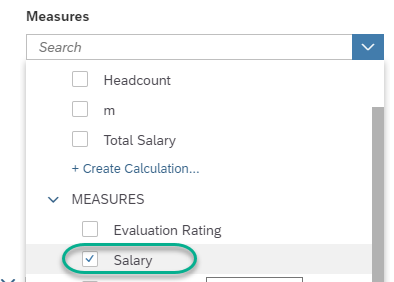 Measures
Search
Headcount
m
Total Salary
+ Create Calculation...
MEASURES
Evaluation Rating
Salary